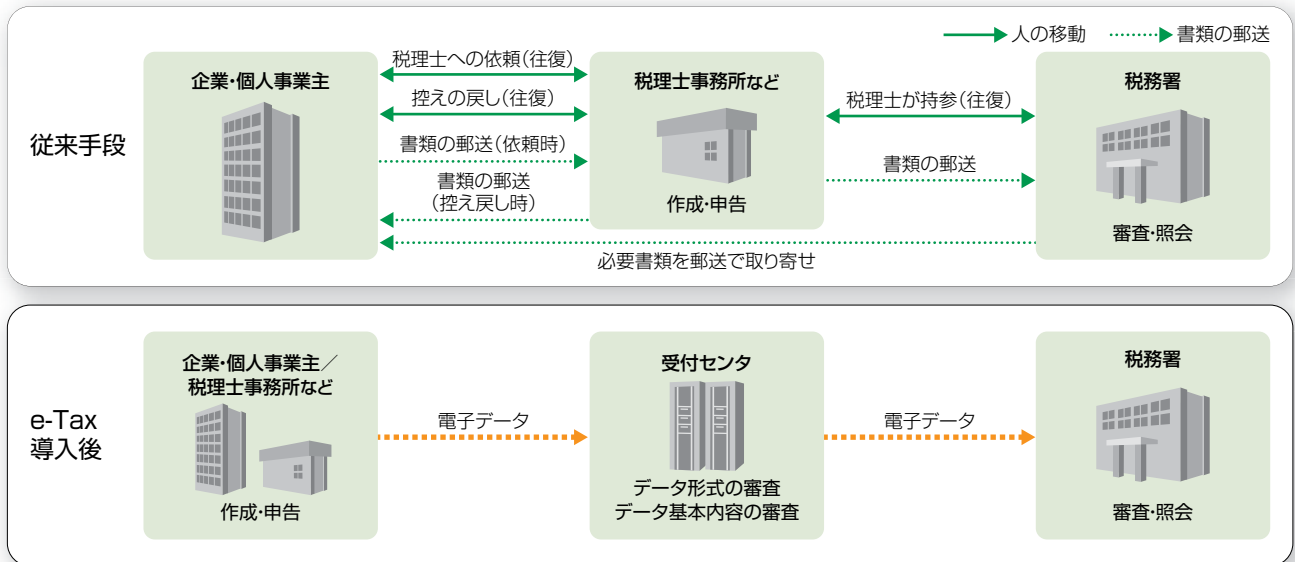 人の移動
書類の郵送
従来手段
企業・個人事業主
税理士への依頼(往復)
控えの戻し(往復)
書類の郵送(依頼時)
書類の郵送
(控え戻し時)
税理士事務所など
作成・申告
税理士が持参(往復)
書類の郵送
税務署
審査・照会
必要書類を郵送で取り寄せ
e-Tax
導入後
企業・個人事業主/
税理士事務所など
作成・申告
電子データ
受付センタ
データ形式の審査
データ基本内容の審査
電子データ
税務署
審査・照会